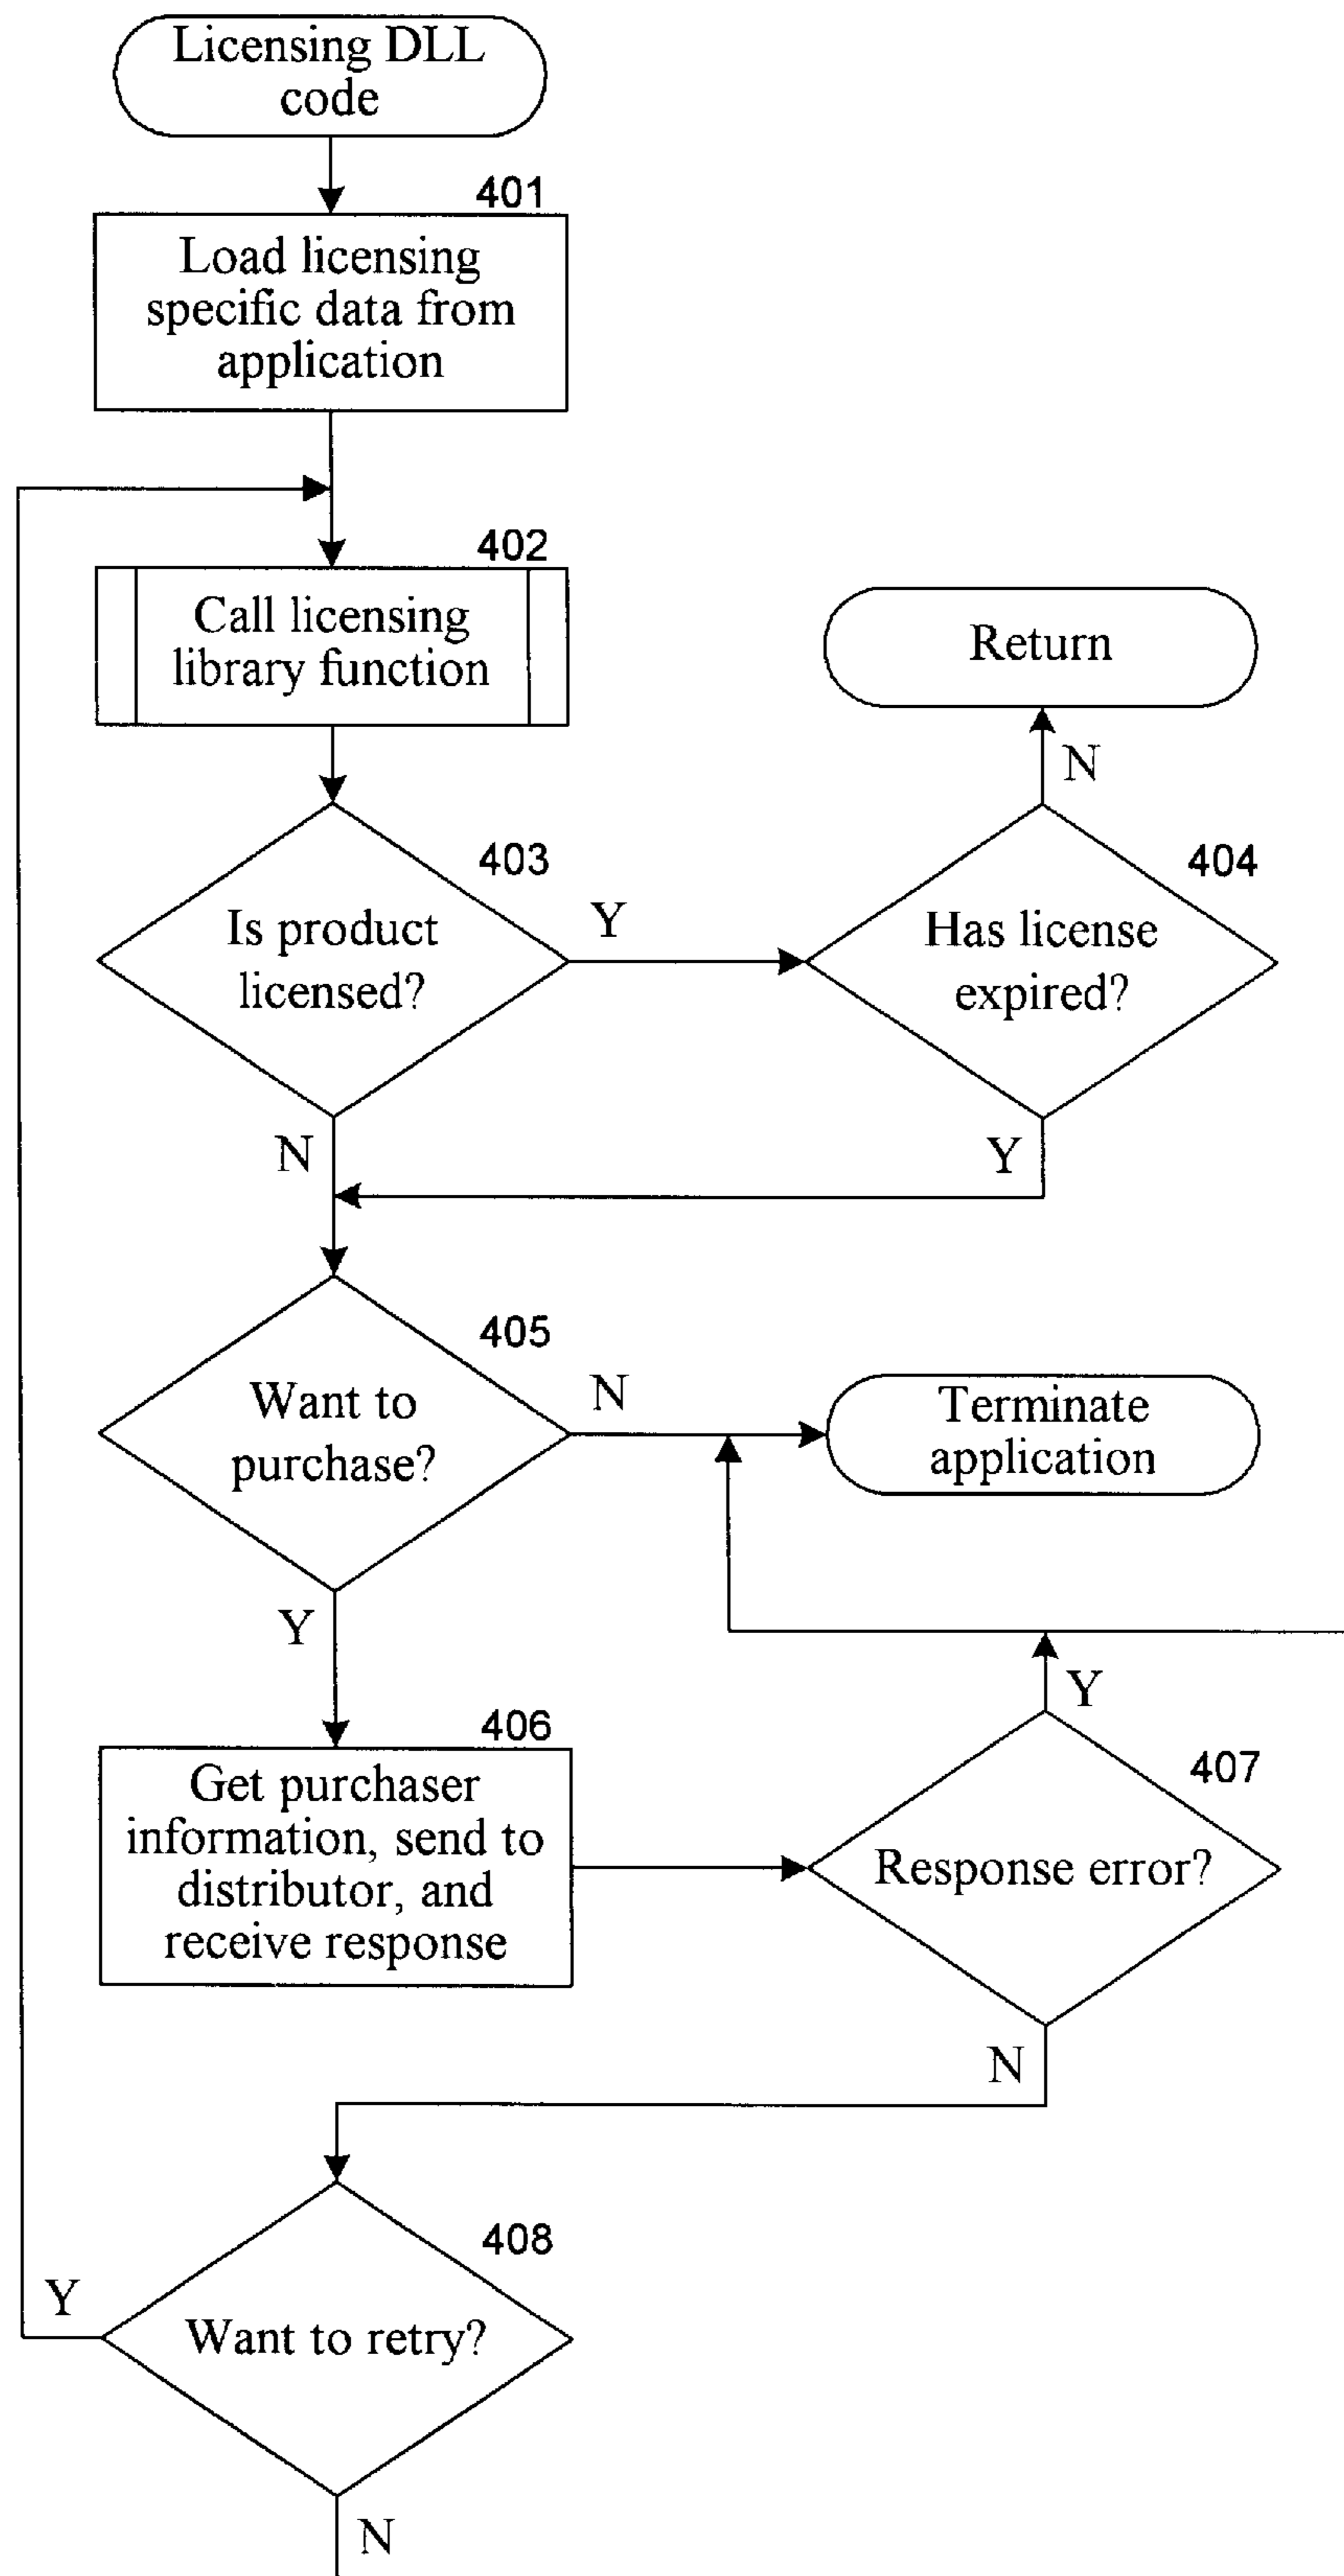 Licensing DLL
code
401
Load licensing
specific data from
application
402
Call licensing
library function
Return
N
403
Is product
licensed?
Y
404
Has license
expired?
N
Y
405
Want to
purchase?
N
Terminate
application
Y
406
Get purchaser
information, send to
distributor, and
receive response
Y
407
Response error?
N
408
Want to retry?
Y
N